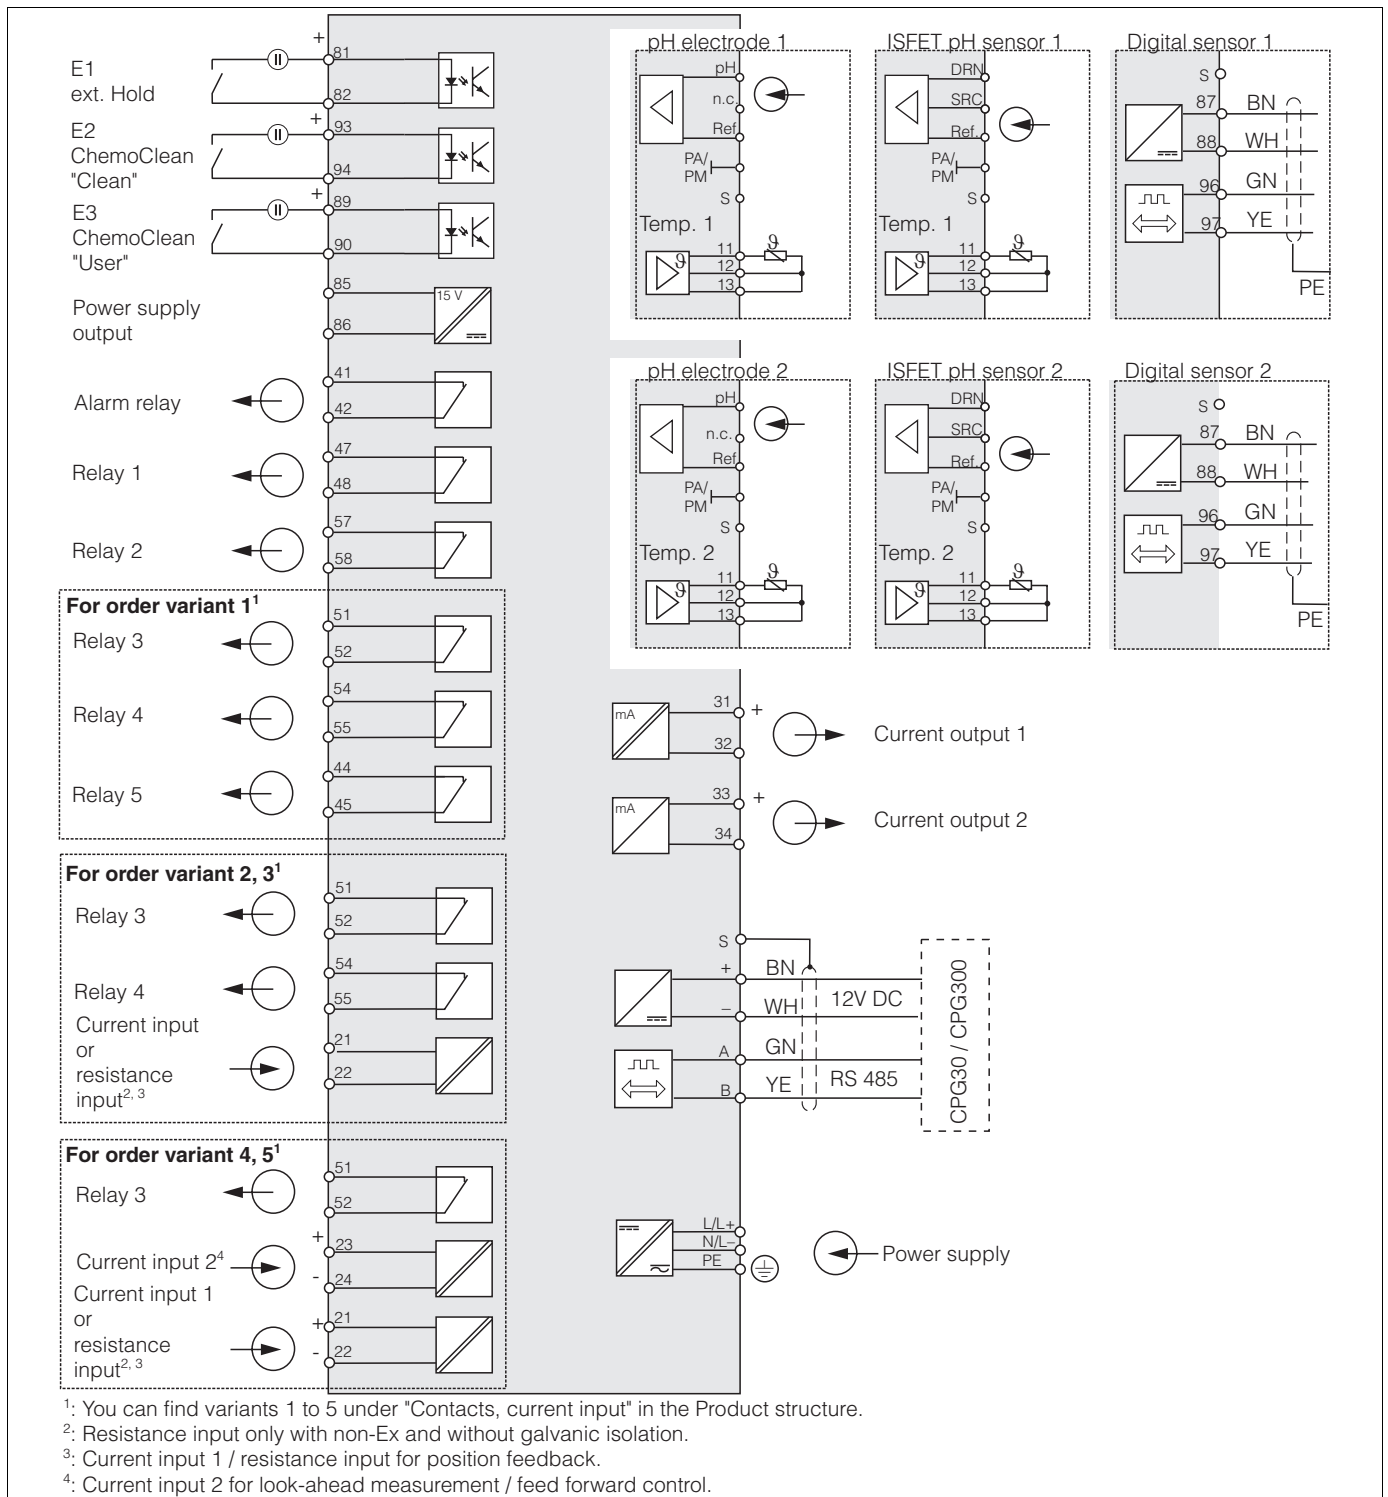 E1
ext. Hold
+
81
82
E2
ChemoClean
"Clean"
+
93
94
E3
ChemoClean
"User"
+
89
90
Power supply
output
85
86
15 V
Alarm relay
41
42
Relay 1
47
48
Relay 2
57
58
For order variant 1¹
Relay 3
51
52
Relay 4
54
55
Relay 5
44
45
For order variant 2, 3¹
Relay 3
51
52
Relay 4
54
55
Current input
or
resistance
input²,³
21
22
For order variant 4, 5¹
Relay 3
51
52
Current input 2⁴
+
23
-
24
Current input 1
or
resistance
input²,³
+
21
-
22
pH electrode 1
pH
n.c.
Ref
PA/
PM
S
Temp. 1
ϑ
ϑ
11
12
13
ISFET pH sensor 1
DRN
SRC
Ref.
PA/
PM
S
Temp. 1
ϑ
ϑ
11
12
13
Digital sensor 1
S
87 BN
88 WH
96 GN
97 YE
PE
pH electrode 2
pH
n.c.
Ref
PA/
PM
S
Temp. 2
ϑ
ϑ
11
12
13
ISFET pH sensor 2
DRN
SRC
Ref.
PA/
PM
S
Temp. 2
ϑ
ϑ
11
12
13
Digital sensor 2
S
87 BN
88 WH
96 GN
97 YE
PE
mA
31
+
32
Current output 1
mA
33
+
34
Current output 2
S
+ BN
12V DC
– WH
A GN
RS 485
B YE
CPG30 / CPG300
L/L+
N/L–
PE
Power supply
¹: You can find variants 1 to 5 under "Contacts, current input" in the Product structure.
²: Resistance input only with non-Ex and without galvanic isolation.
³: Current input 1 / resistance input for position feedback.
⁴: Current input 2 for look-ahead measurement / feed forward control.